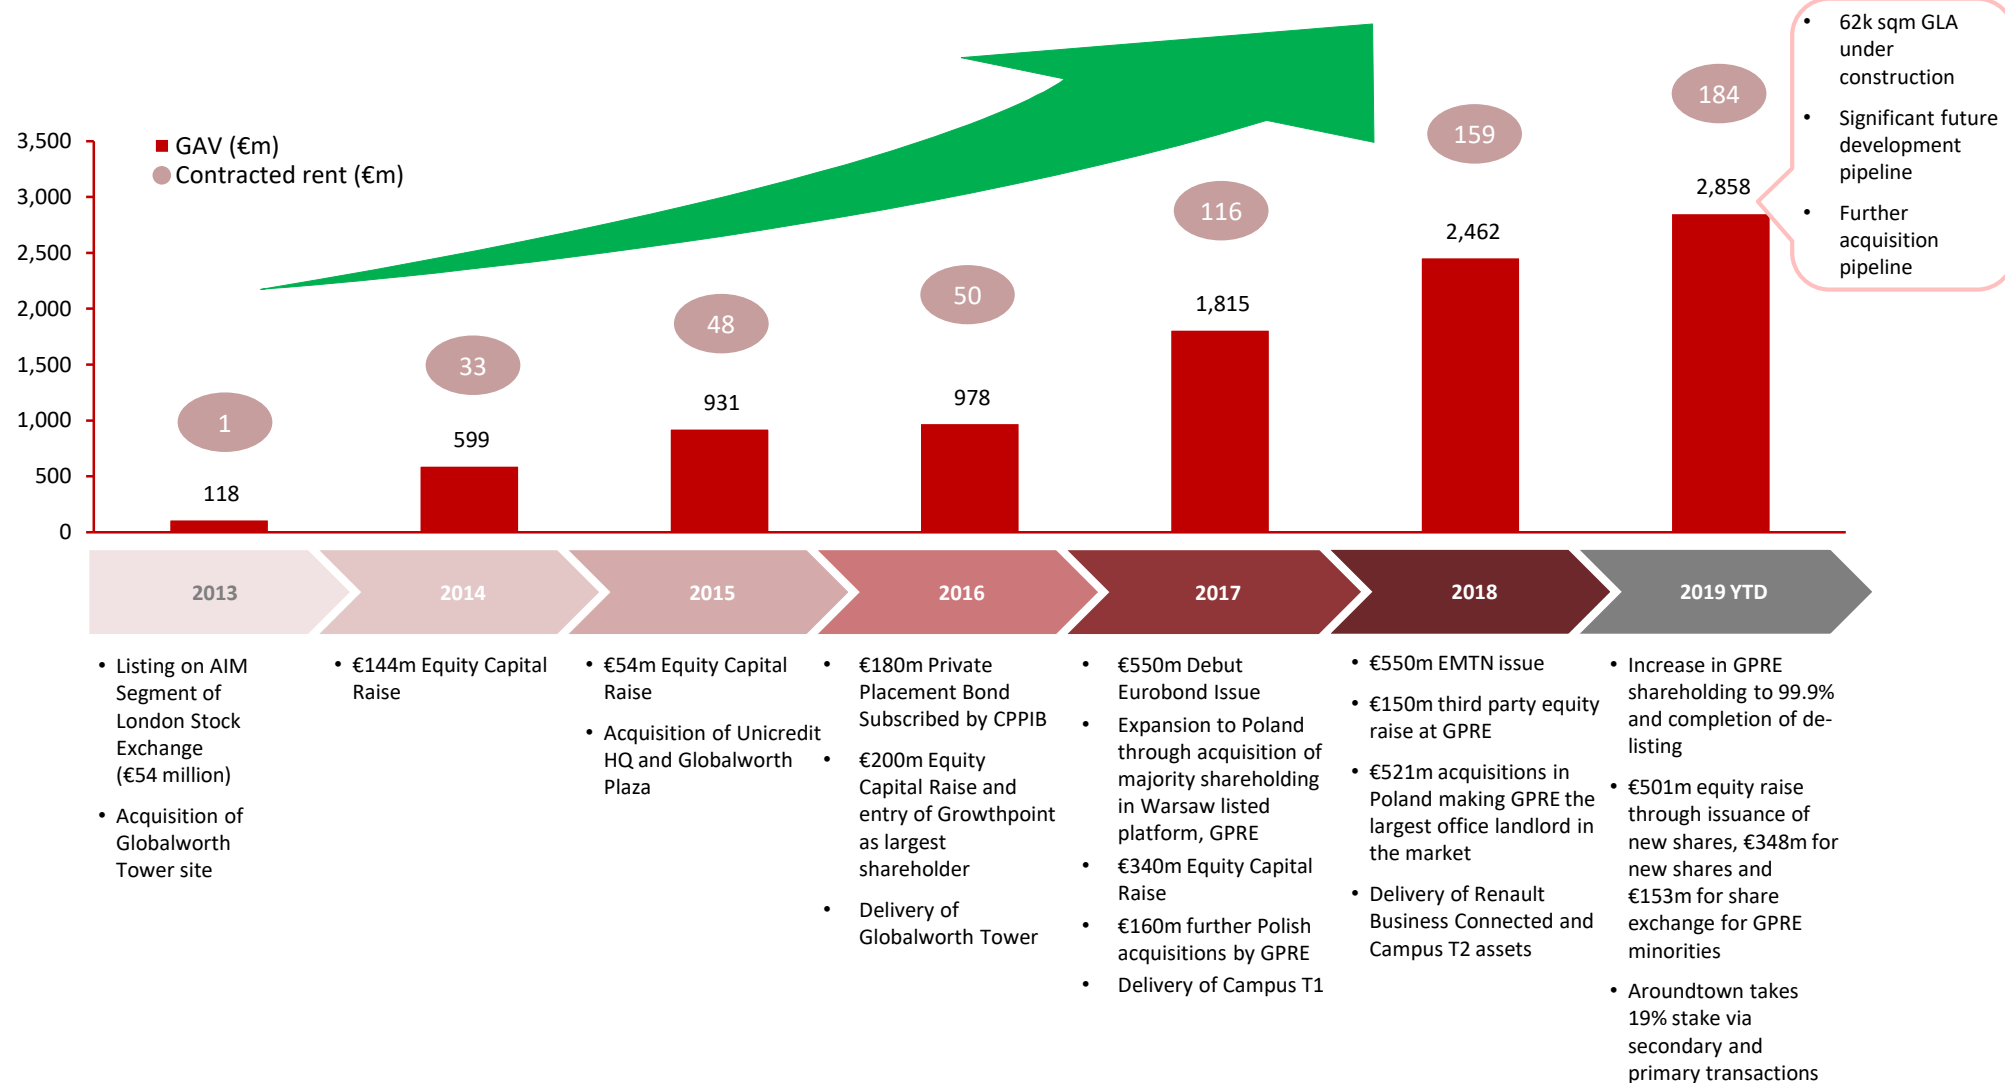 • 62k sqm GLA
under
construction
• Significant future
development
pipeline
• Further
acquisition
pipeline
GAV (€m)
Contracted rent (€m)
3,500
3,000
2,500
2,000
1,500
1,000
500
0
1
33
48
50
116
159
184
118
599
931
978
1,815
2,462
2,858
2013
2014
2015
2016
2017
2018
2019 YTD
• Listing on AIM
Segment of
London Stock
Exchange
(€54 million)
• Acquisition of
Globalworth
Tower site
• €144m Equity Capital
Raise
• €54m Equity Capital
Raise
• Acquisition of Unicredit
HQ and Globalworth
Plaza
• €180m Private
Placement Bond
Subscribed by CPPIB
• €200m Equity
Capital Raise and
entry of Growthpoint
as largest
shareholder
• Delivery of
Globalworth Tower
• €550m Debut
Eurobond Issue
• Expansion to Poland
through acquisition of
majority shareholding
in Warsaw listed
platform, GPRE
• €340m Equity Capital
Raise
• €160m further Polish
acquisitions by GPRE
• Delivery of Campus T1
• €550m EMTN issue
• €150m third party equity
raise at GPRE
• €521m acquisitions in
Poland making GPRE the
largest office landlord in
the market
• Delivery of Renault
Business Connected and
Campus T2 assets
• Increase in GPRE
shareholding to 99.9%
and completion of de-
listing
• €501m equity raise
through issuance of
new shares, €348m for
new shares and
€153m for share
exchange for GPRE
minorities
• Aroundtown takes
19% stake via
secondary and
primary transactions